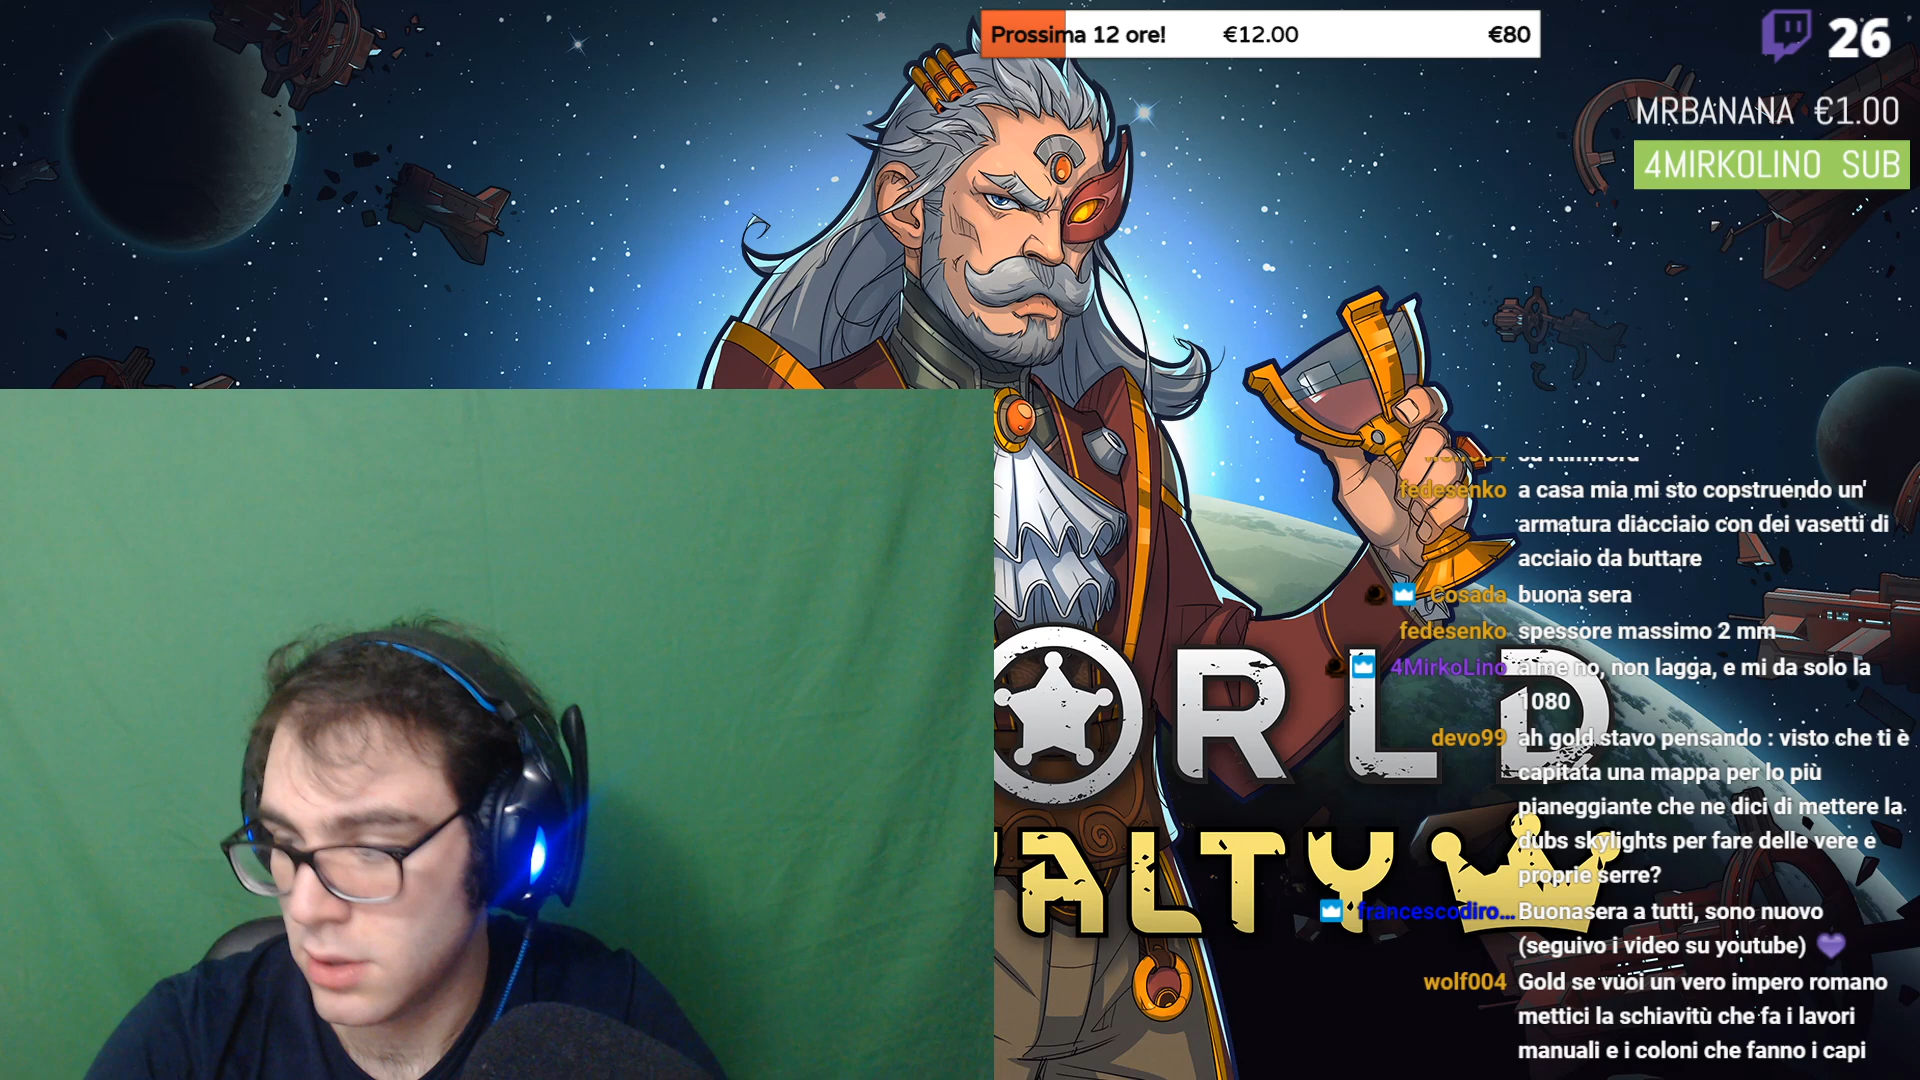 Prossima 12 ore! €12.00 €80
26
MRBANANA €1.00
4MIRKOLINO SUB
fedesenko a casa mia mi sto copstruendo un'
armatura diacciaio con dei vasetti di
acciaio da buttare
Cosada buona sera
fedesenko spessore massimo 2 mm
4MirkoLino a me no, non lagga, e mi da solo la
1080
devo99 ah gold stavo pensando : visto che ti è
capitata una mappa per lo più
pianeggiante che ne dici di mettere la
dubs skylights per fare delle vere e
proprie serre?
francescodiro... Buonasera a tutti, sono nuovo
(seguivo i video su youtube)
wolf004 Gold se vuoi un vero impero romano
mettici la schiavitù che fa i lavori
manuali e i coloni che fanno i capi
ORLD
ALTY